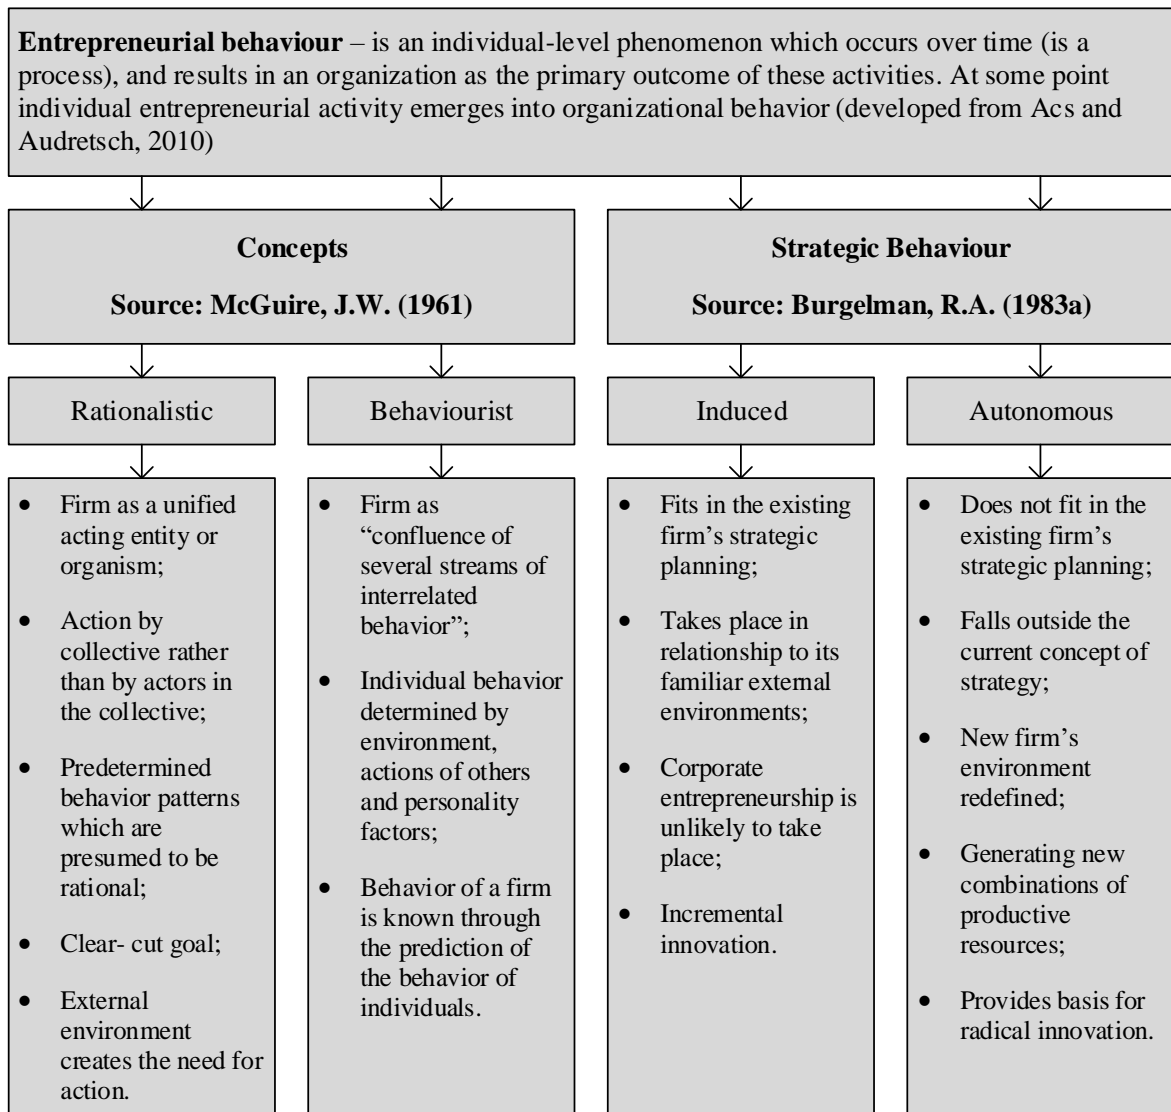 Entrepreneurial behaviour – is an individual-level phenomenon which occurs over time (is a
process), and results in an organization as the primary outcome of these activities. At some point
individual entrepreneurial activity emerges into organizational behavior (developed from Acs and
Audretsch, 2010)
Concepts
Source: McGuire, J.W. (1961)
Strategic Behaviour
Source: Burgelman, R.A. (1983a)
Rationalistic
Behaviourist
Induced
Autonomous
• Firm as a unified
acting entity or
organism;
• Action by
collective rather
than by actors in
the collective;
• Predetermined
behavior patterns
which are
presumed to be
rational;
• Clear- cut goal;
• External
environment
creates the need for
action.
• Firm as
“confluence of
several streams of
interrelated
behavior”;
• Individual behavior
determined by
environment,
actions of others
and personality
factors;
• Behavior of a firm
is known through
the prediction of
the behavior of
individuals.
• Fits in the existing
firm’s strategic
planning;
• Takes place in
relationship to its
familiar external
environments;
• Corporate
entrepreneurship is
unlikely to take
place;
• Incremental
innovation.
• Does not fit in the
existing firm’s
strategic planning;
• Falls outside the
current concept of
strategy;
• New firm’s
environment
redefined;
• Generating new
combinations of
productive
resources;
• Provides basis for
radical innovation.